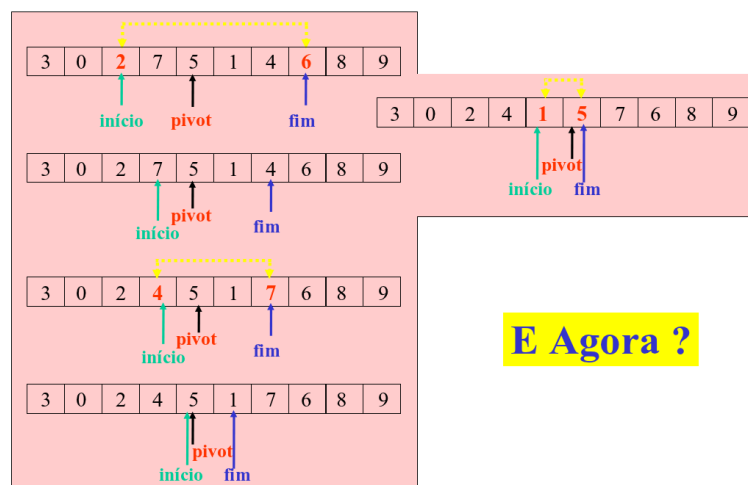 3 0 2 7 5 1 4 6 8 9
início pivot fim
3 0 2 7 5 1 4 6 8 9
pivot
início fim
3 0 2 4 5 1 7 6 8 9
pivot
início fim
3 0 2 4 5 1 7 6 8 9
pivot
início fim
3 0 2 4 1 5 7 6 8 9
pivot
início fim
E Agora ?